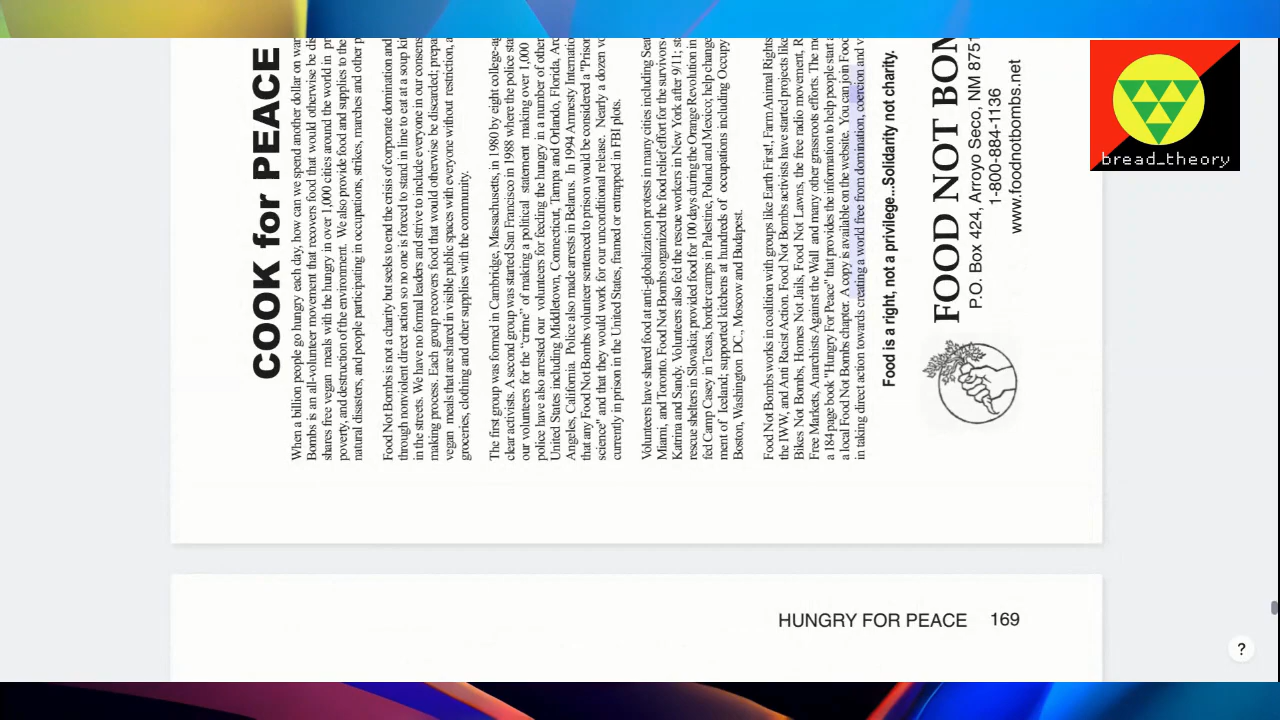 COOK for PEACE
When a billion people go hungry each day, how can we spend another dollar on war
Bombs is an all-volunteer movement that recovers food that would otherwise be dis
shares free vegan meals with the hungry in over 1,000 cities around the world in pr
poverty, and destruction of the environment. We also provide food and supplies to the
natural disasters, and people participating in occupations, strikes, marches and other p
Food Not Bombs is not a charity but seeks to end the crisis of corporate domination and
through nonviolent direct action so no one is forced to stand in line to eat at a soup kit
in the streets. We have no formal leaders and strive to include everyone in our consens
making process. Each group recovers food that would otherwise be discarded; prepar
vegan meals that are shared in visible public spaces with everyone without restriction, a
groceries, clothing and other supplies with the community.
The first group was formed in Cambridge, Massachusetts, in 1980 by eight college-ag
clear activists. A second group was started San Francisco in 1988 where the police star
our volunteers for the "crime" of making a political statement making over 1,000
police have also arrested our volunteers for feeding the hungry in a number of other
United States including Middletown, Connecticut, Tampa and Orlando, Florida, Arc
Angeles, California. Police also made arrests in Belarus. In 1994 Amnesty Internatio
that any Food Not Bombs volunteer sentenced to prison would be considered a "Prison
science" and that they would work for our unconditional release. Nearly a dozen vo
currently in prison in the United States, framed or entrapped in FBI plots.
Volunteers have shared food at anti-globalization protests in many cities including Seat
Miami, and Toronto. Food Not Bombs organized the food relief effort for the survivors
Katrina and Sandy. Volunteers also fed the rescue workers in New York after 9/11; st
rescue shelters in Slovakia; provided food for 100 days during the Orange Revolution in
fed Camp Casey in Texas, border camps in Palestine, Poland and Mexico; help change
ment of Iceland; supported kitchens at hundreds of occupations including Occupy
Boston, Washington DC., Moscow and Budapest.
Food Not Bombs works in coalition with groups like Earth First!, Farm Animal Rights
the IWW, and Anti Racist Action. Food Not Bombs activists have started projects like
Bikes Not Bombs, Homes Not Jails, Food Not Lawns, the free radio movement, R
Free Markets, Anarchists Against the Wall and many other grassroots efforts. The mo
a 184 page book "Hungry For Peace" that provides the information to help people start a
a local Food Not Bombs chapter. A copy is available on the website. You can join Food
in taking direct action towards creating a world free from domination, coercion and v
Food is a right, not a privilege...Solidarity not charity.
FOOD NOT BOM
P.O. Box 424, Arroyo Seco, NM 8751
1-800-884-1136
www.foodnotbombs.net
HUNGRY FOR PEACE 169
bread_theory
?